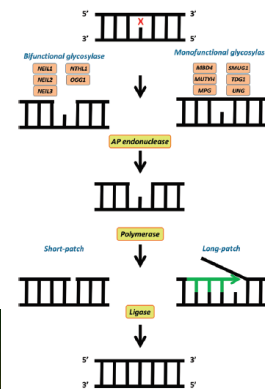 5' 3'
X
3' 5'
Bifunctional glycosylase
Monofunctional glycosylase
NEIL1 NTHL1
NEIL2 OGG1
NEIL3
MBD4 SMUG1
MUTYH TDG1
MPG UNG
AP endonuclease
Polymerase
Short-patch
Long-patch
Ligase
5' 3'
3' 5'